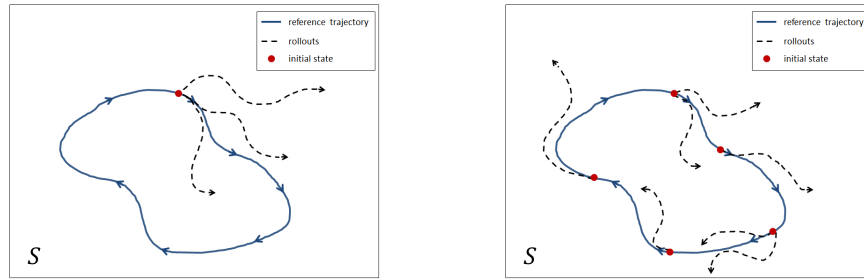 reference trajectory
rollouts
initial state
S
reference trajectory
rollouts
initial state
S